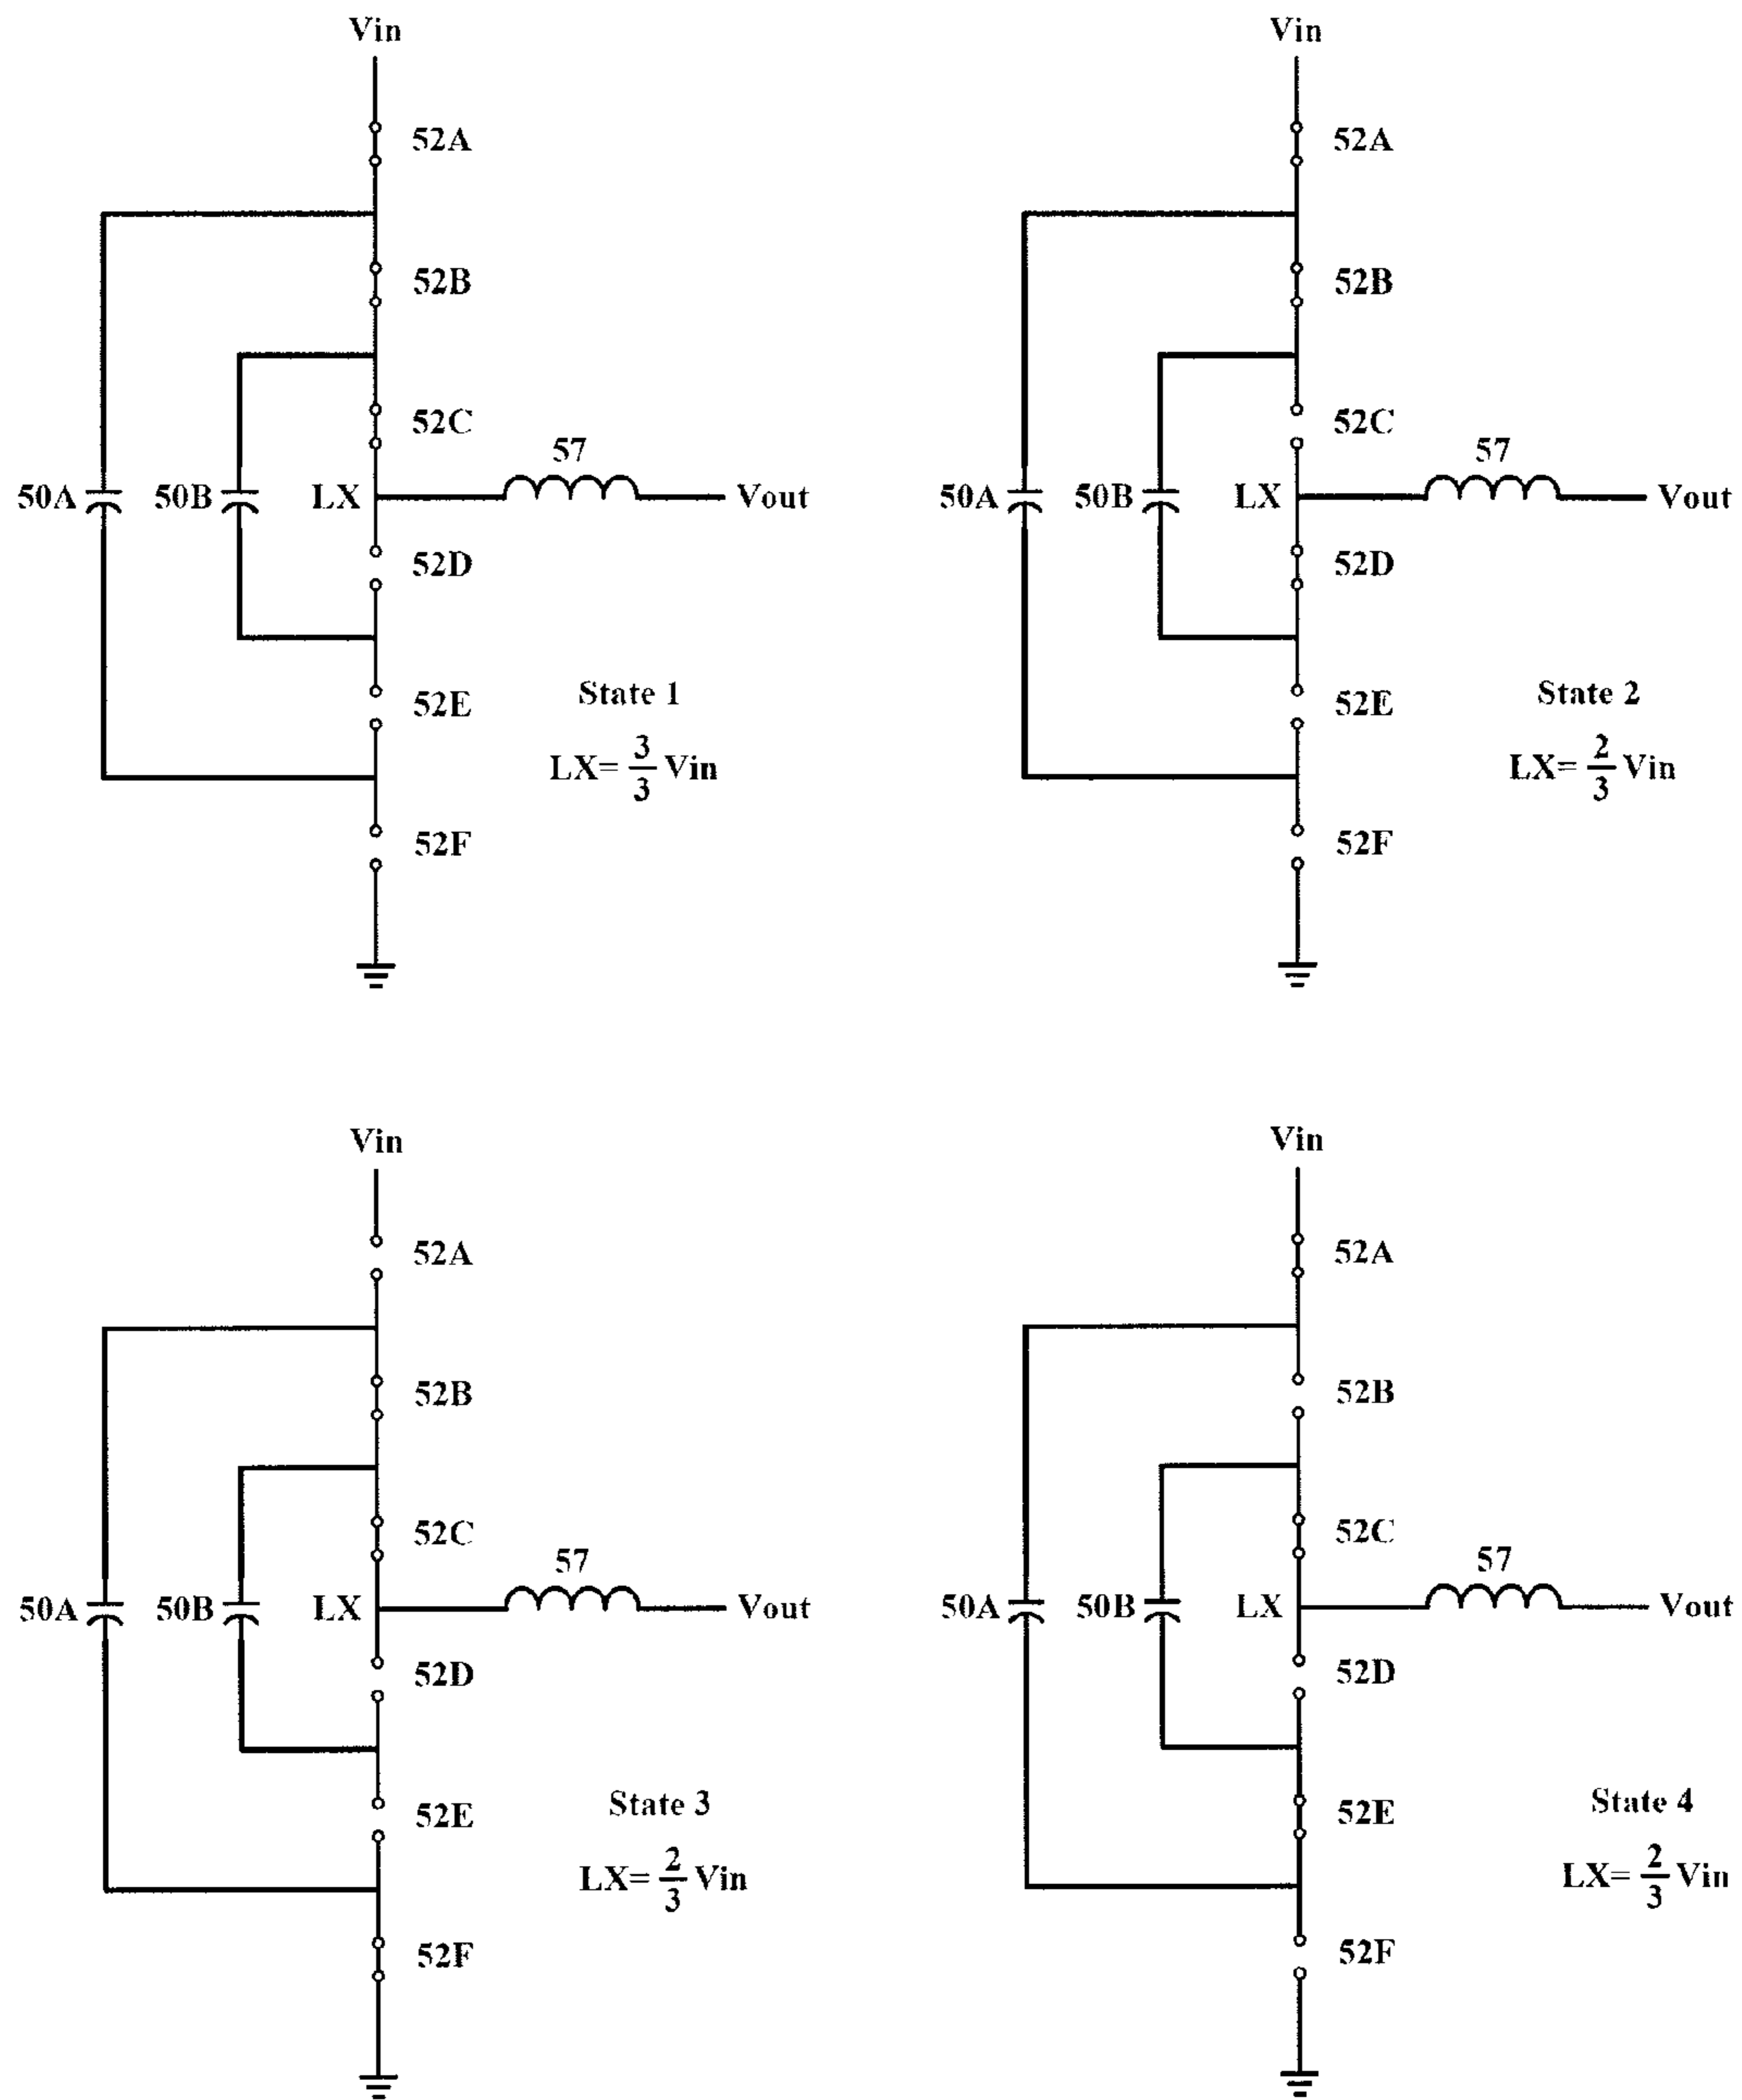 Vin
52A
52B
52C
57
50A
50B
LX
Vout
52D
52E
State 1
LX= 3/3 Vin
52F
Vin
52A
52B
52C
57
50A
50B
LX
Vout
52D
52E
State 2
LX= 2/3 Vin
52F
Vin
52A
52B
52C
57
50A
50B
LX
Vout
52D
52E
State 3
LX= 2/3 Vin
52F
Vin
52A
52B
52C
57
50A
50B
LX
Vout
52D
52E
State 4
LX= 2/3 Vin
52F